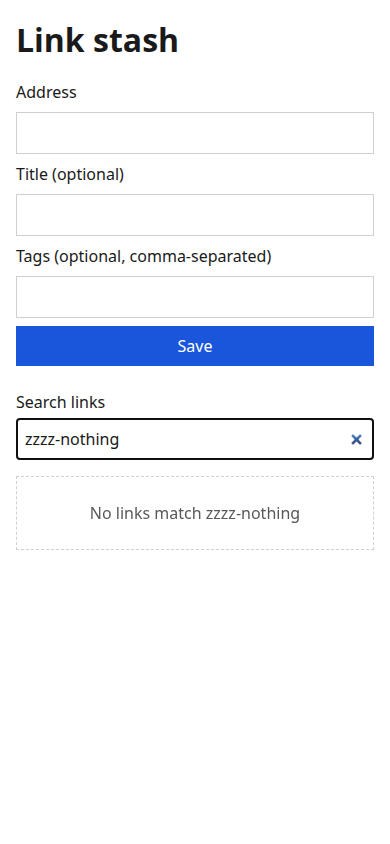 Link stash
Address
Title (optional)
Tags (optional, comma-separated)
Save
Search links
zzzz-nothing
No links match zzzz-nothing